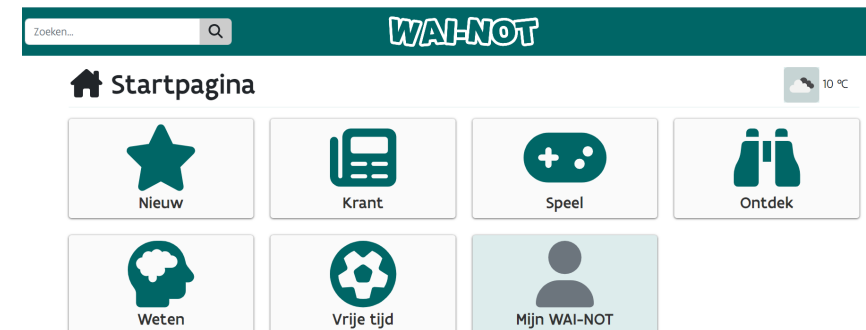 Zoeken...
WAI-NOT
Startpagina
10 °C
Nieuw
Krant
Speel
Ontdek
Weten
Vrije tijd
Mijn WAI-NOT